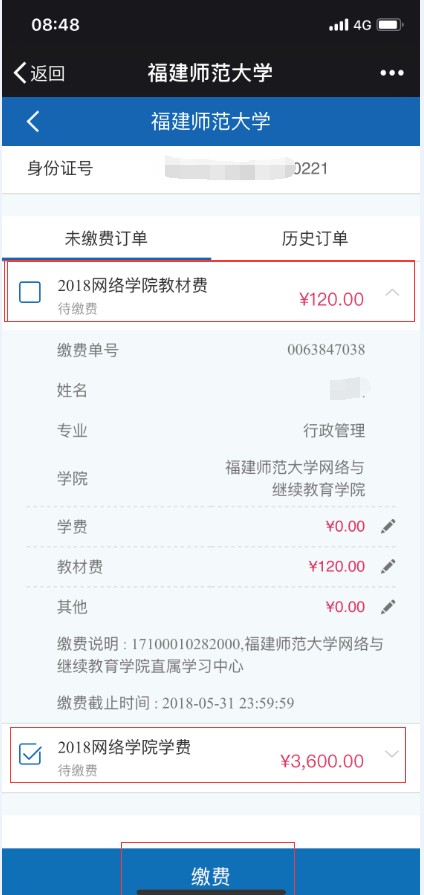 08:48
4G
返回
福建师范大学
福建师范大学
身份证号
0221
未缴费订单
历史订单
2018网络学院教材费
¥120.00
待缴费
缴费单号
0063847038
姓名
专业
行政管理
学院
福建师范大学网络与
继续教育学院
学费
¥0.00
教材费
¥120.00
其他
¥0.00
缴费说明 : 17100010282000,福建师范大学网络与
继续教育学院直属学习中心
缴费截止时间 : 2018-05-31 23:59:59
2018网络学院学费
¥3,600.00
待缴费
缴费